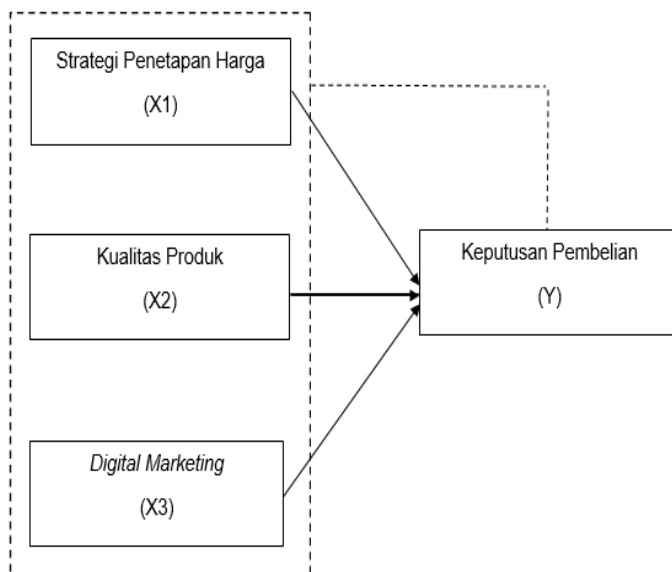 Strategi Penetapan Harga
(X1)
Kualitas Produk
(X2)
Keputusan Pembelian
(Y)
Digital Marketing
(X3)